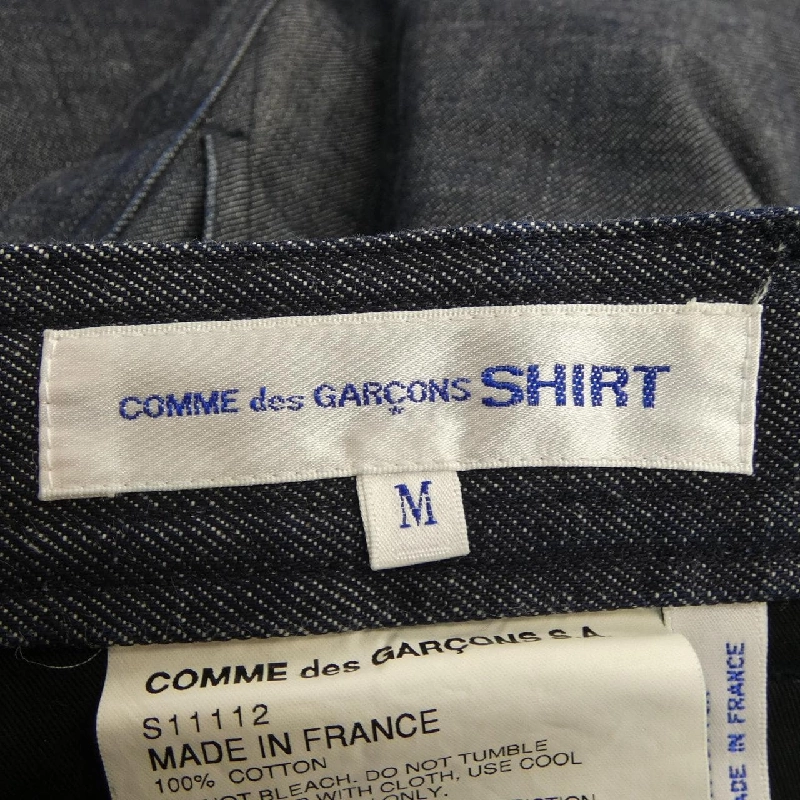 COMME des GARÇONS SHIRT
M
COMME des GARÇONS S.A.
S11112
MADE IN FRANCE
100% COTTON
NOT BLEACH. DO NOT TUMBLE
WITH CLOTH, USE COOL
ONLY.
MADE IN FRANCE